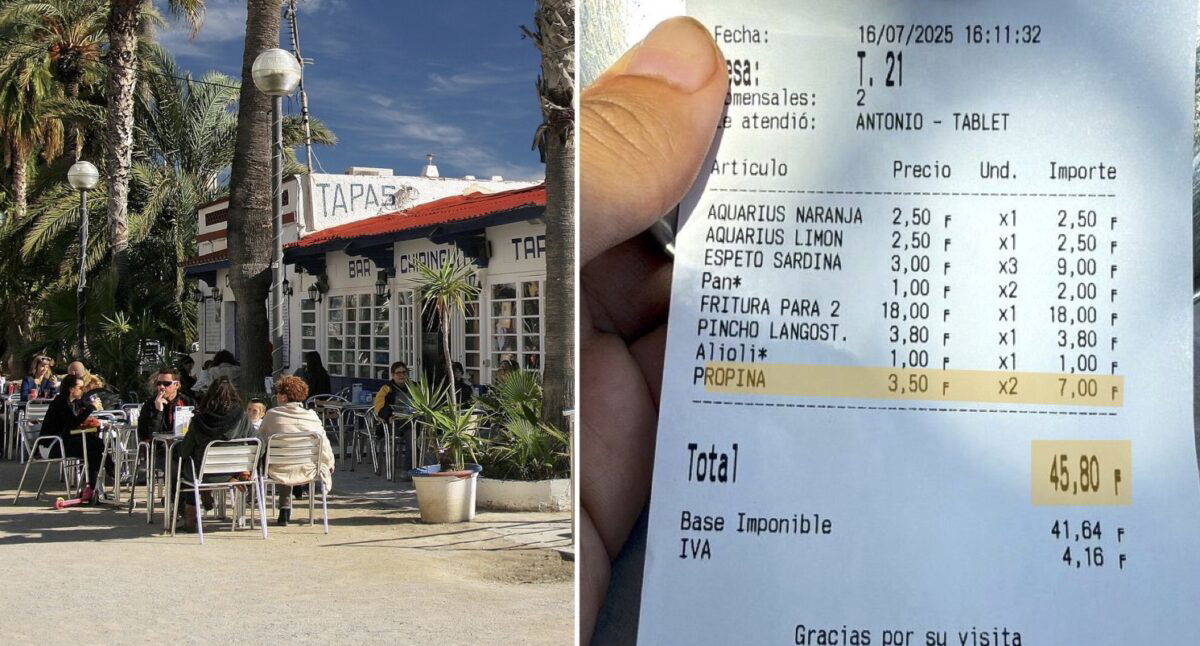 TAPAS
BAR
TAP
Fecha: 16/07/2025 16:11:32
esa: T. 21
omensales: 2
e atendió: ANTONIO - TABLET
Artículo Precio Und. Importe
AQUARIUS NARANJA 2,50 ₣ x1 2,50 ₣
AQUARIUS LIMON 2,50 ₣ x1 2,50 ₣
ESPETO SARDINA 3,00 ₣ x3 9,00 ₣
Pan* 1,00 ₣ x2 2,00 ₣
FRITURA PARA 2 18,00 ₣ x1 18,00 ₣
PINCHO LANGOST. 3,80 ₣ x1 3,80 ₣
Alioli* 1,00 ₣ x1 1,00 ₣
PROPINA 3,50 ₣ x2 7,00 ₣
Total 45,80 ₣
Base Imponible 41,64 ₣
IVA 4,16 ₣
Gracias por su visita